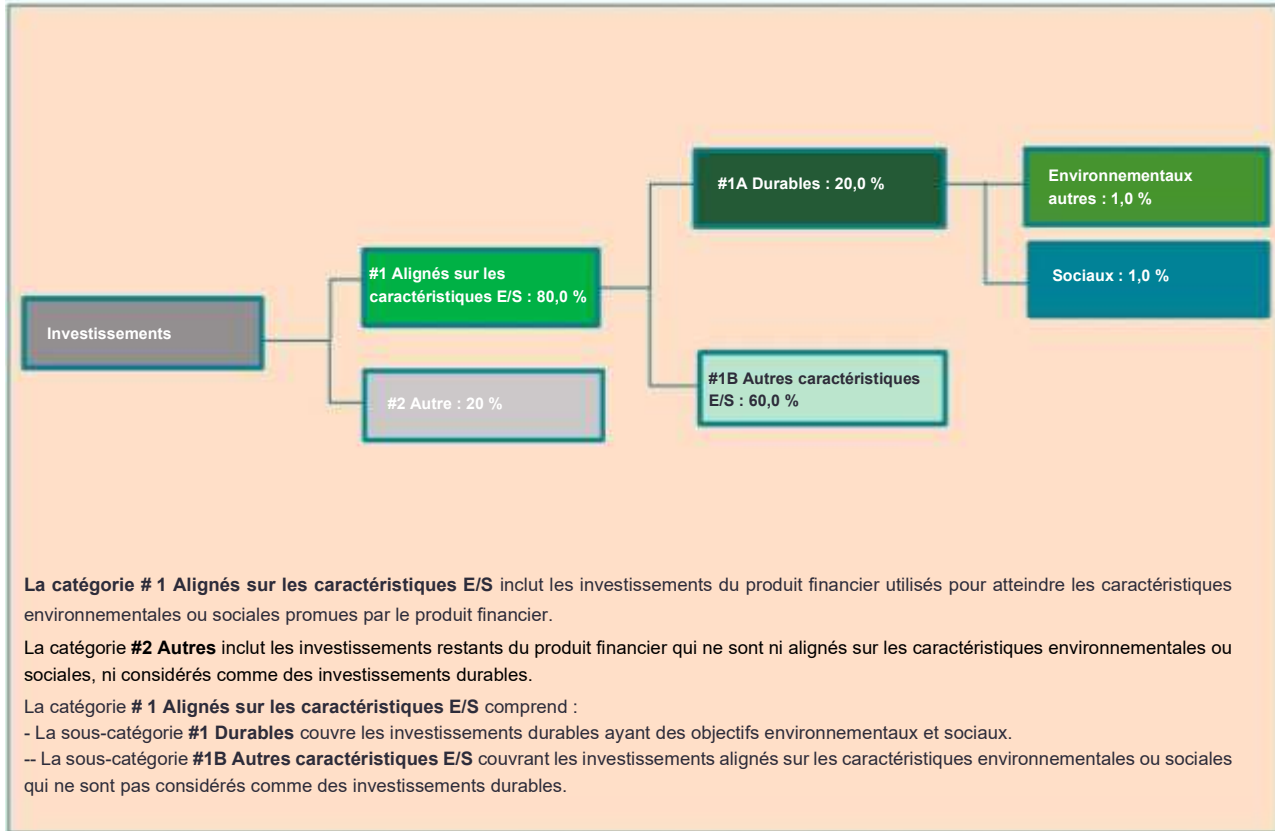 #1A Durables : 20,0 %
Environnementaux
autres : 1,0 %
#1 Alignés sur les
caractéristiques E/S : 80,0 %
Sociaux : 1,0 %
Investissements
#2 Autre : 20 %
#1B Autres caractéristiques
E/S : 60,0 %
La catégorie # 1 Alignés sur les caractéristiques E/S inclut les investissements du produit financier utilisés pour atteindre les caractéristiques
environnementales ou sociales promues par le produit financier.
La catégorie #2 Autres inclut les investissements restants du produit financier qui ne sont ni alignés sur les caractéristiques environnementales ou
sociales, ni considérés comme des investissements durables.
La catégorie # 1 Alignés sur les caractéristiques E/S comprend :
- La sous-catégorie #1 Durables couvre les investissements durables ayant des objectifs environnementaux et sociaux.
-- La sous-catégorie #1B Autres caractéristiques E/S couvrant les investissements alignés sur les caractéristiques environnementales ou sociales
qui ne sont pas considérés comme des investissements durables.